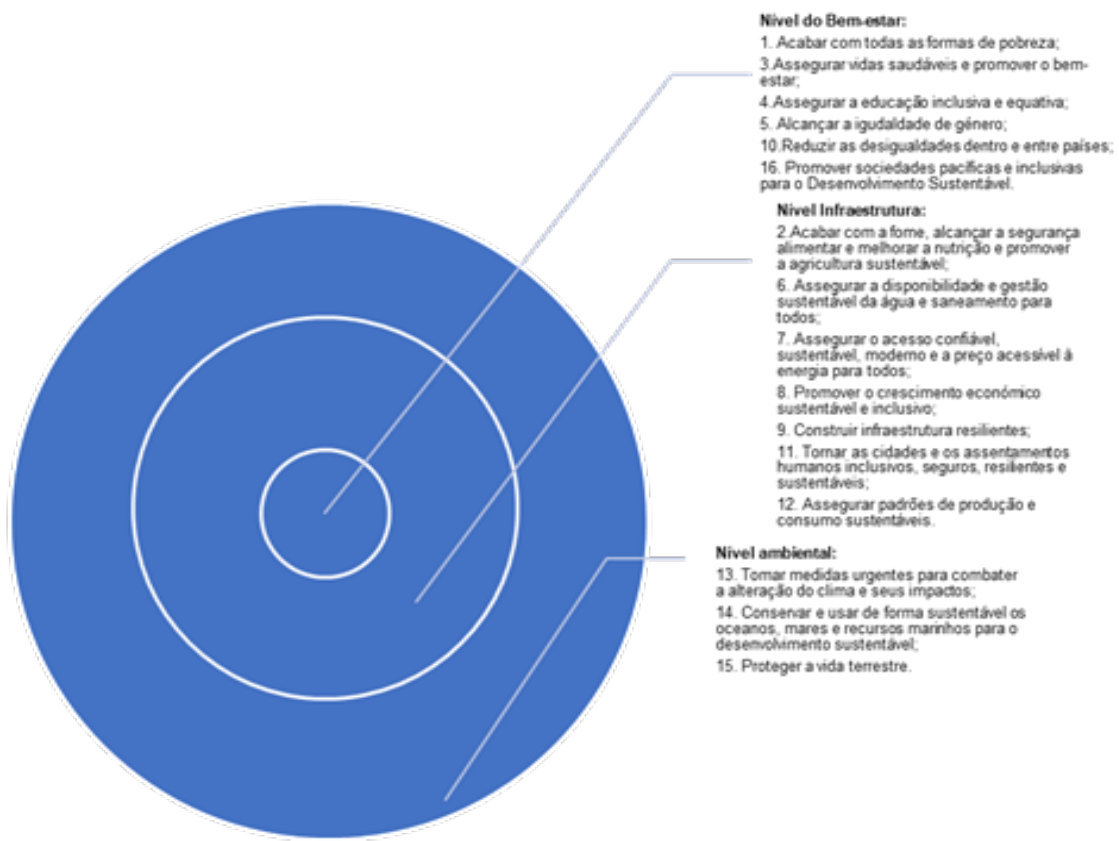 Nível do Bem-estar:
1. Acabar com todas as formas de pobreza;
3.Assegurar vidas saudáveis e promover o bem-
estar;
4.Assegurar a educação inclusiva e equativa;
5. Alcançar a igudaldade de género;
10.Reduzir as desigualdades dentro e entre países;
16. Promover sociedades pacíficas e inclusivas
para o Desenvolvimento Sustentável.
Nível Infraestrutura:
2.Acabar com a fome, alcançar a segurança
alimentar e melhorar a nutrição e promover
a agricultura sustentável;
6. Assegurar a disponibilidade e gestão
sustentável da água e saneamento para
todos;
7. Assegurar o acesso confiável,
sustentável, moderno e a preço acessível à
energia para todos;
8. Promover o crescimento económico
sustentável e inclusivo;
9. Construir infraestrutura resilientes;
11. Tornar as cidades e os assentamentos
humanos inclusivos, seguros, resilientes e
sustentáveis;
12. Assegurar padrões de produção e
consumo sustentáveis.
Nível ambiental:
13. Tomar medidas urgentes para combater
a alteração do clima e seus impactos;
14. Conservar e usar de forma sustentável os
oceanos, mares e recursos marinhos para o
desenvolvimento sustentável;
15. Proteger a vida terrestre.